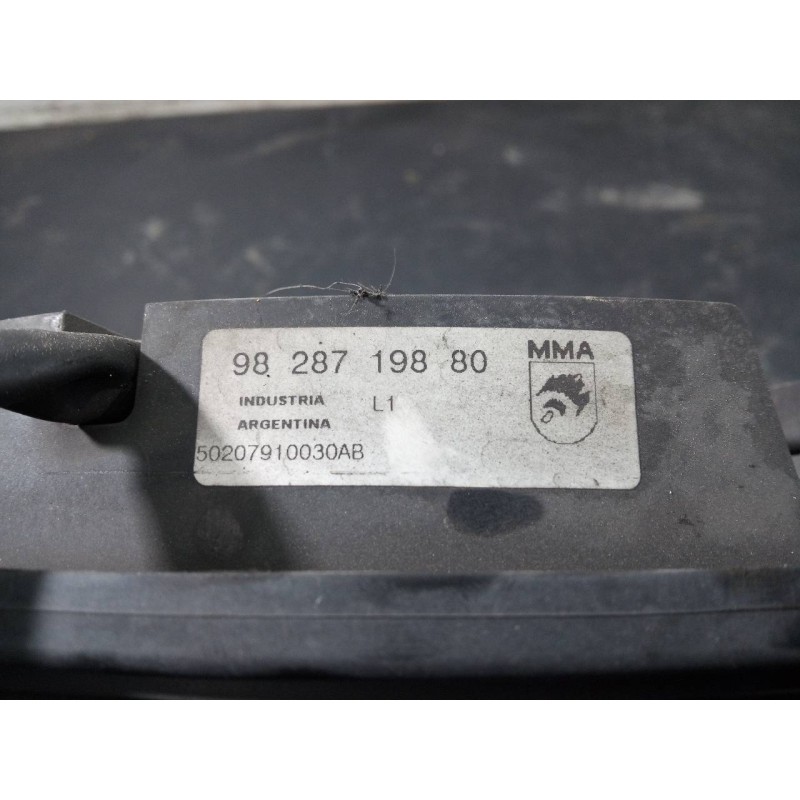 98 287 198 80
MMA
INDUSTRIA L1
ARGENTINA
50207910030AB